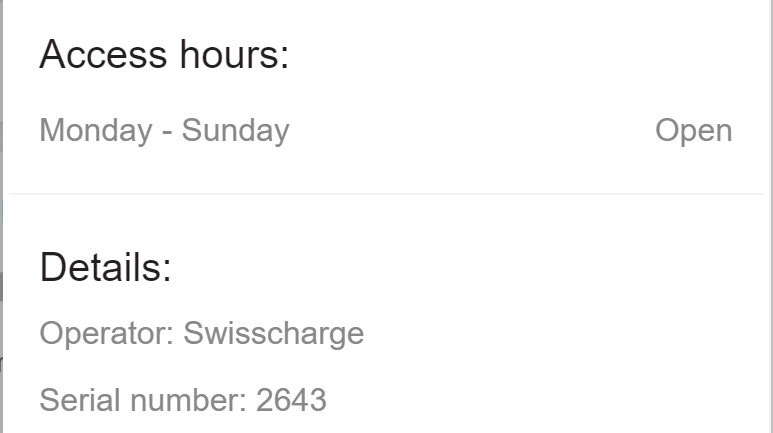 Access hours:
Monday - Sunday Open
Details:
Operator: Swisscharge
Serial number: 2643